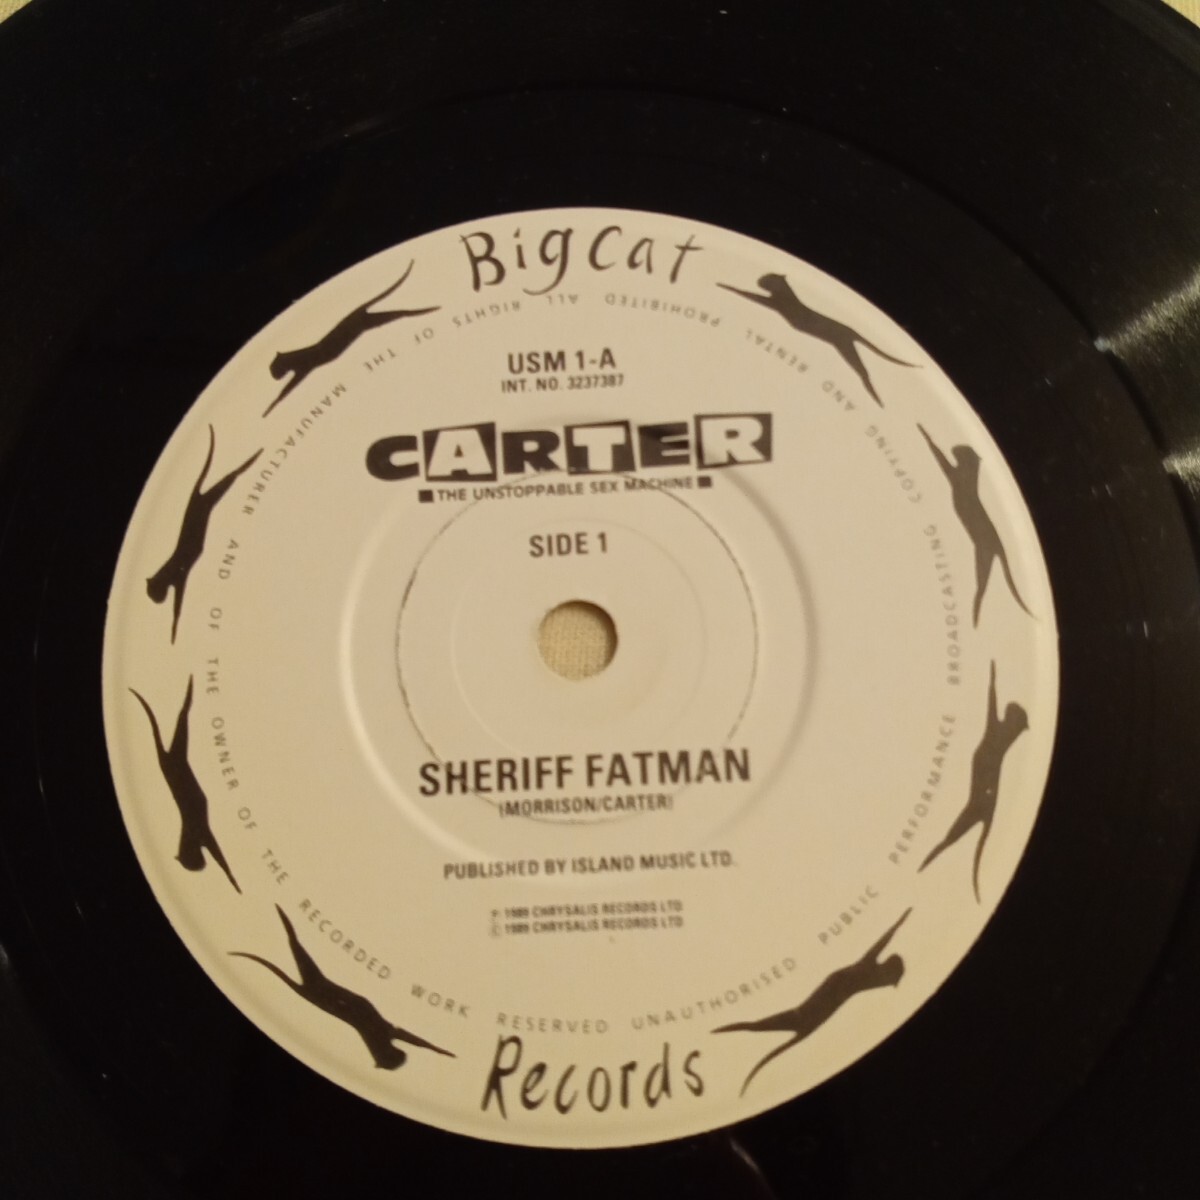 Big Cat
USM 1-A
INT. NO. 3237387
CARTER
THE UNSTOPPABLE SEX MACHINE
SIDE 1
SHERIFF FATMAN
(MORRISON/CARTER)
PUBLISHED BY ISLAND MUSIC LTD.
℗ 1989 CHRYSALIS RECORDS LTD
© 1989 CHRYSALIS RECORDS LTD
Records
ALL RIGHTS OF THE MANUFACTURER AND OF THE OWNER OF THE RECORDED WORK RESERVED UNAUTHORISED PUBLIC PERFORMANCE BROADCASTING COPYING AND RENTAL PROHIBITED